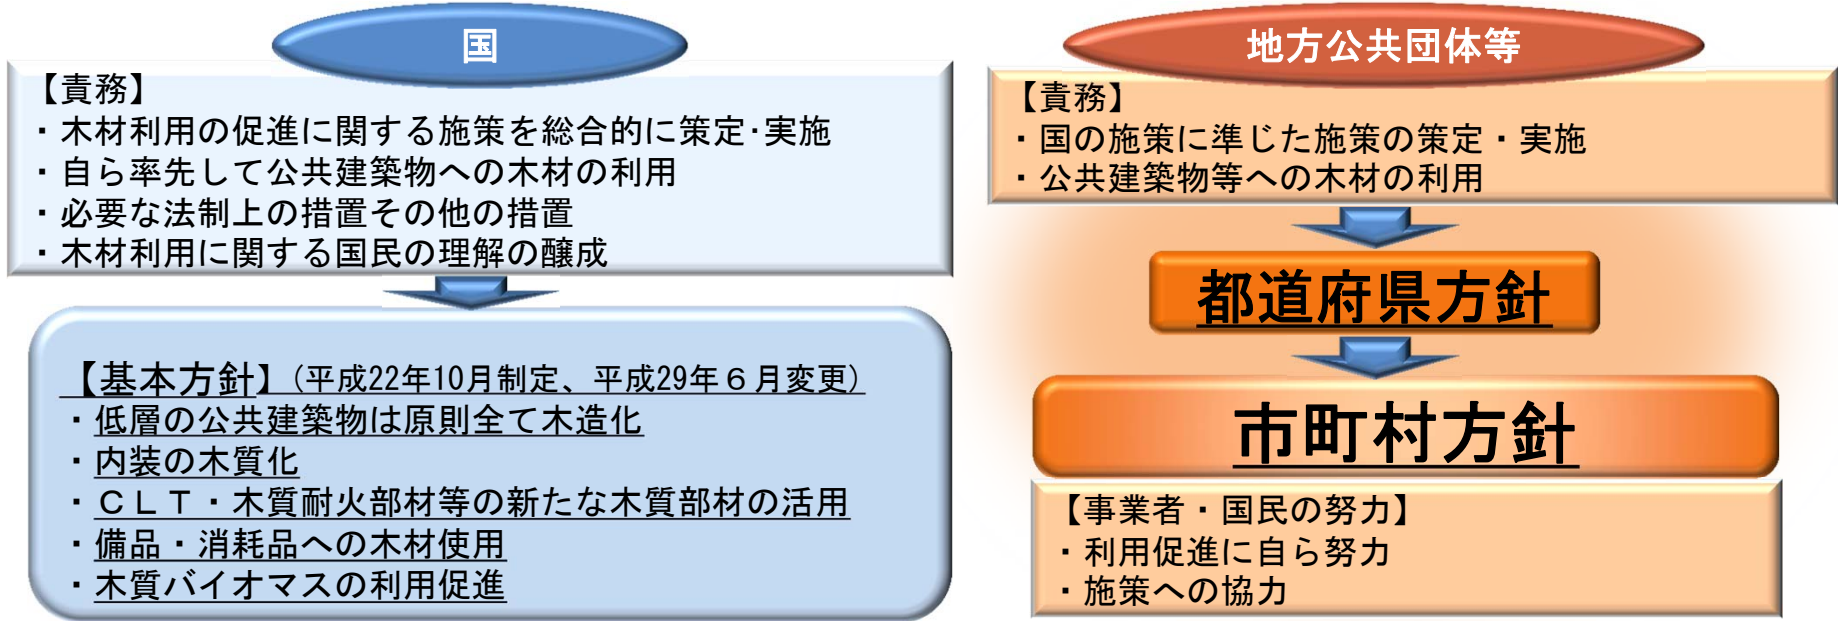 国
【責務】
・木材利用の促進に関する施策を総合的に策定･実施
・自ら率先して公共建築物への木材の利用
・必要な法制上の措置その他の措置
・木材利用に関する国民の理解の醸成
【基本方針】(平成22年10月制定、平成29年６月変更)
・低層の公共建築物は原則全て木造化
・内装の木質化
・ＣＬＴ・木質耐火部材等の新たな木質部材の活用
・備品・消耗品への木材使用
・木質バイオマスの利用促進
地方公共団体等
【責務】
・国の施策に準じた施策の策定・実施
・公共建築物等への木材の利用
都道府県方針
市町村方針
【事業者・国民の努力】
・利用促進に自ら努力
・施策への協力